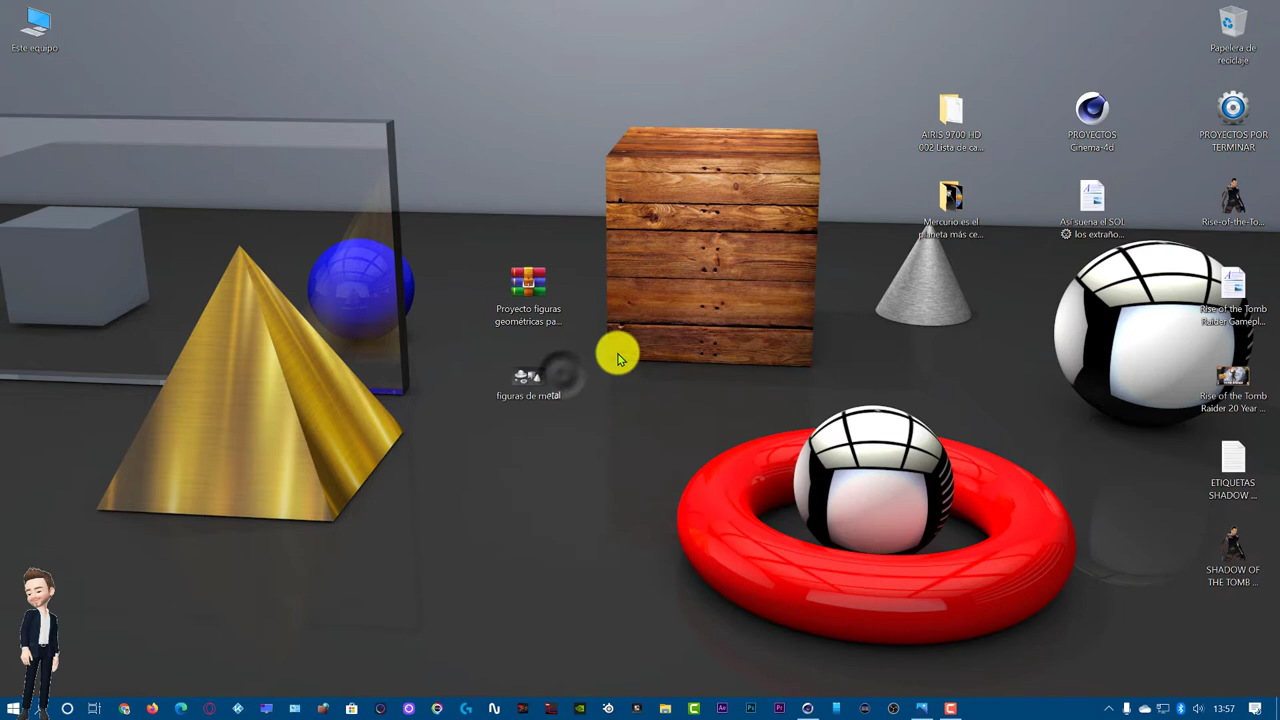 Este equipo
Papelera de
reciclaje
AIRIS 9700 HD
002 Lista de ca...
PROYECTOS
Cinema-4d
PROYECTOS POR
TERMINAR
Mercurio es el
planeta más ce...
Así suena el SOL
los extraño...
Rise-of-the-To...
Proyecto figuras
geométricas pa...
Rise of the Tomb
Raider Gamepl...
figuras de metal
Rise of the Tomb
Raider 20 Year ...
ETIQUETAS
SHADOW ...
SHADOW OF
THE TOMB ...
Ae
Ps
Pr
13:57